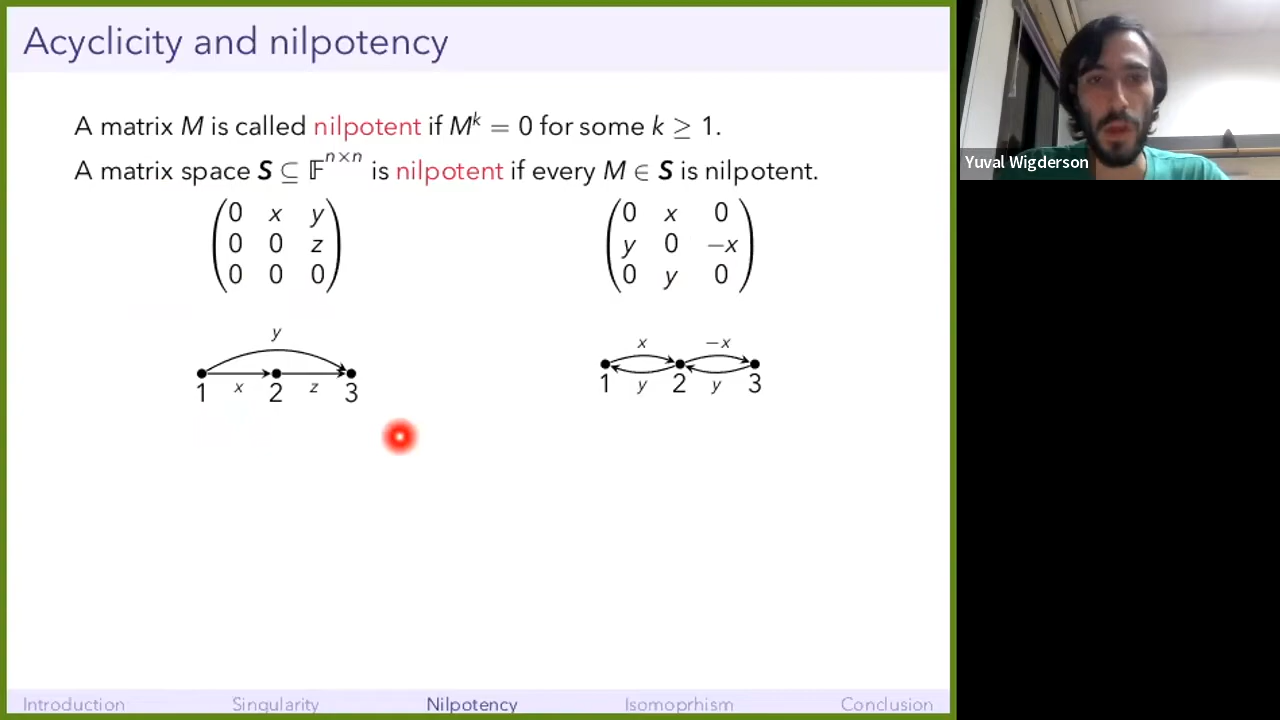 Acyclicity and nilpotency
A matrix M is called nilpotent if M^k = 0 for some k ≥ 1.
A matrix space S ⊆ 𝔽^{n×n} is nilpotent if every M ∈ S is nilpotent.
0 x y
0 0 z
0 0 0
0 x 0
y 0 −x
0 y 0
y
x z
1 2 3
x −x
y y
1 2 3
Yuval Wigderson
Introduction Singularity Nilpotency Isomoprhism Conclusion